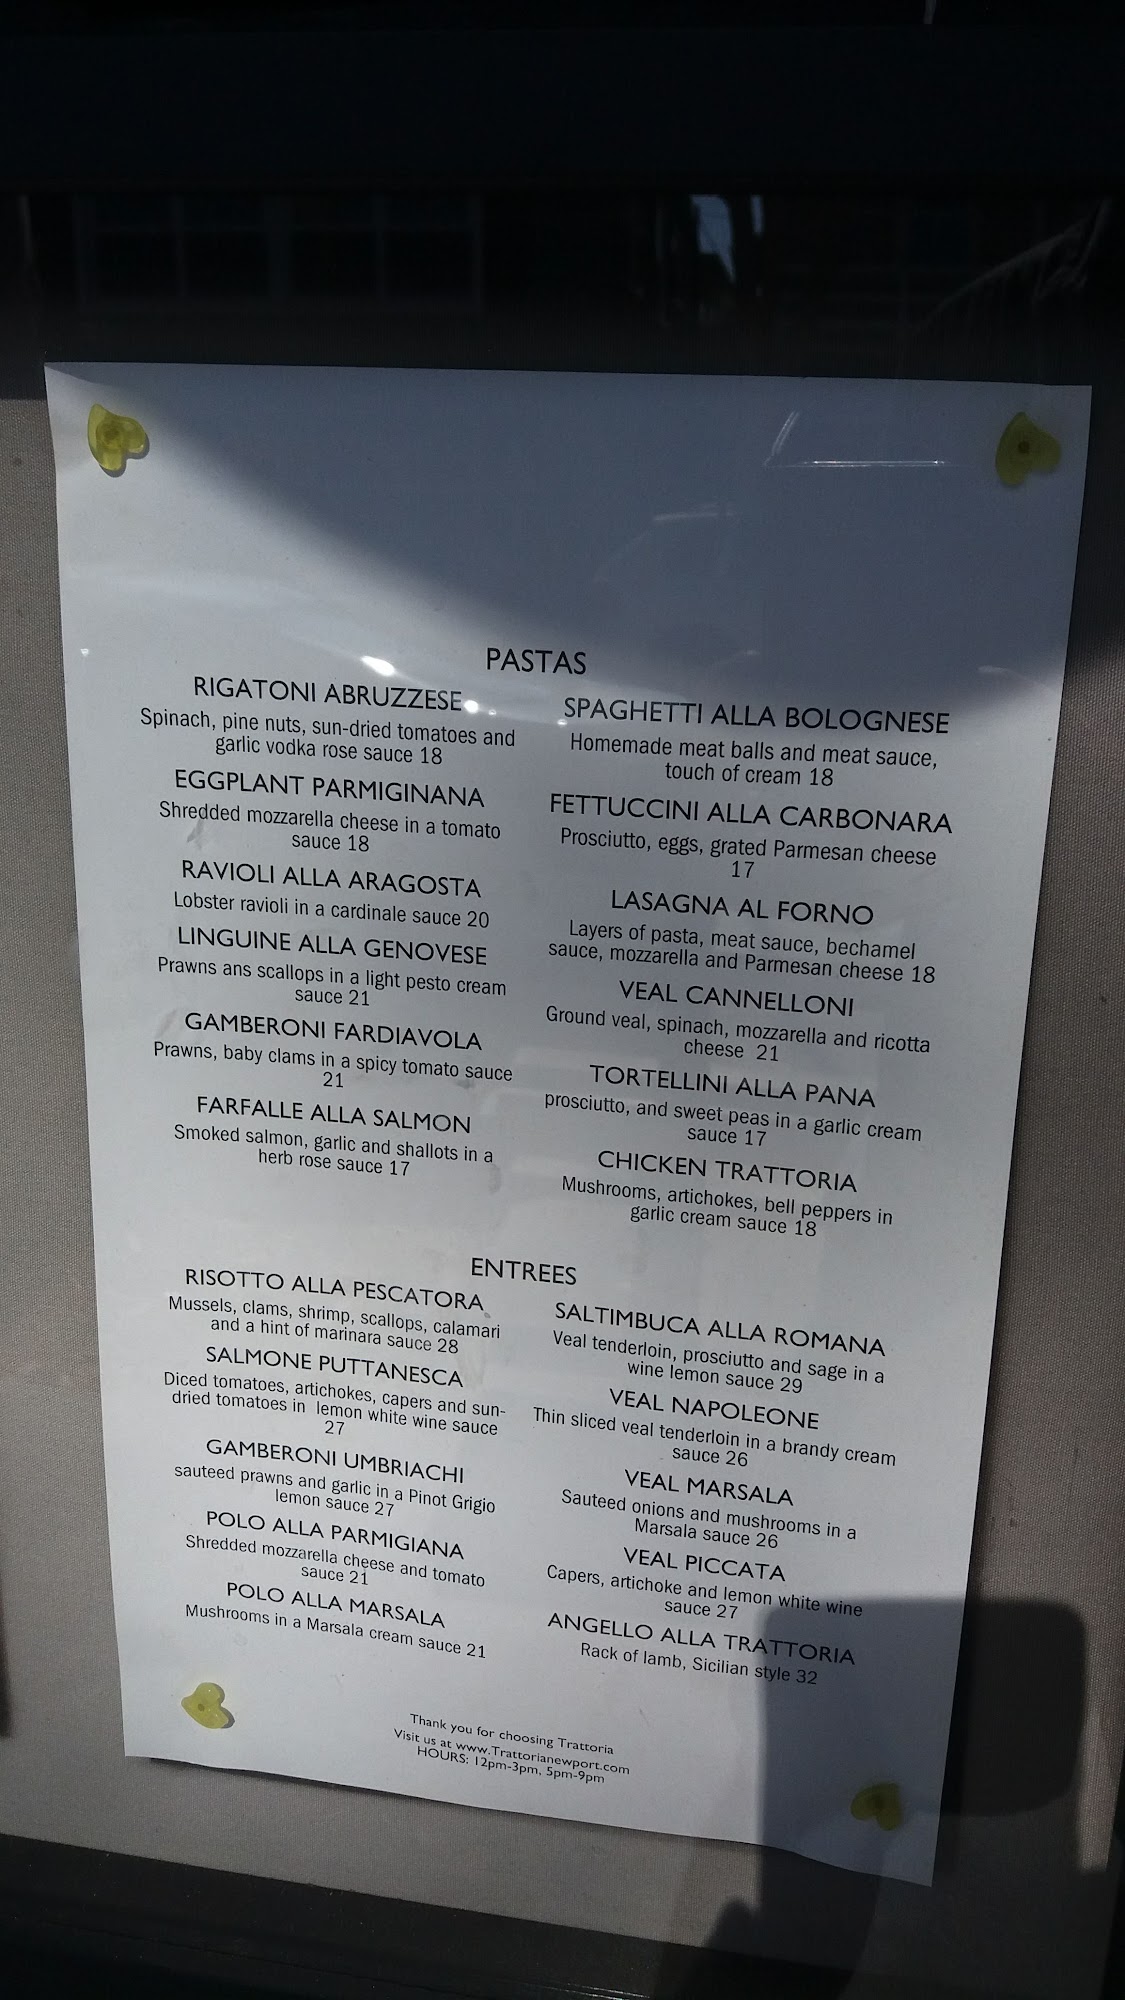 PASTAS
RIGATONI ABRUZZESE
Spinach, pine nuts, sun-dried tomatoes and
garlic vodka rose sauce 18
EGGPLANT PARMIGINANA
Shredded mozzarella cheese in a tomato
sauce 18
RAVIOLI ALLA ARAGOSTA
Lobster ravioli in a cardinale sauce 20
LINGUINE ALLA GENOVESE
Prawns ans scallops in a light pesto cream
sauce 21
GAMBERONI FARDIAVOLA
Prawns, baby clams in a spicy tomato sauce
21
FARFALLE ALLA SALMON
Smoked salmon, garlic and shallots in a
herb rose sauce 17
SPAGHETTI ALLA BOLOGNESE
Homemade meat balls and meat sauce,
touch of cream 18
FETTUCCINI ALLA CARBONARA
Prosciutto, eggs, grated Parmesan cheese
17
LASAGNA AL FORNO
Layers of pasta, meat sauce, bechamel
sauce, mozzarella and Parmesan cheese 18
VEAL CANNELLONI
Ground veal, spinach, mozzarella and ricotta
cheese 21
TORTELLINI ALLA PANA
prosciutto, and sweet peas in a garlic cream
sauce 17
CHICKEN TRATTORIA
Mushrooms, artichokes, bell peppers in
garlic cream sauce 18
ENTREES
RISOTTO ALLA PESCATORA
Mussels, clams, shrimp, scallops, calamari
and a hint of marinara sauce 28
SALMONE PUTTANESCA
Diced tomatoes, artichokes, capers and sun-
dried tomatoes in lemon white wine sauce
27
GAMBERONI UMBRIACHI
sauteed prawns and garlic in a Pinot Grigio
lemon sauce 27
POLO ALLA PARMIGIANA
Shredded mozzarella cheese and tomato
sauce 21
POLO ALLA MARSALA
Mushrooms in a Marsala cream sauce 21
SALTIMBUCA ALLA ROMANA
Veal tenderloin, prosciutto and sage in a
wine lemon sauce 29
VEAL NAPOLEONE
Thin sliced veal tenderloin in a brandy cream
sauce 26
VEAL MARSALA
Sauteed onions and mushrooms in a
Marsala sauce 26
VEAL PICCATA
Capers, artichoke and lemon white wine
sauce 27
ANGELLO ALLA TRATTORIA
Rack of lamb, Sicilian style 32
Thank you for choosing Trattoria
Visit us at www.Trattorianewport.com
HOURS: 12pm-3pm, 5pm-9pm